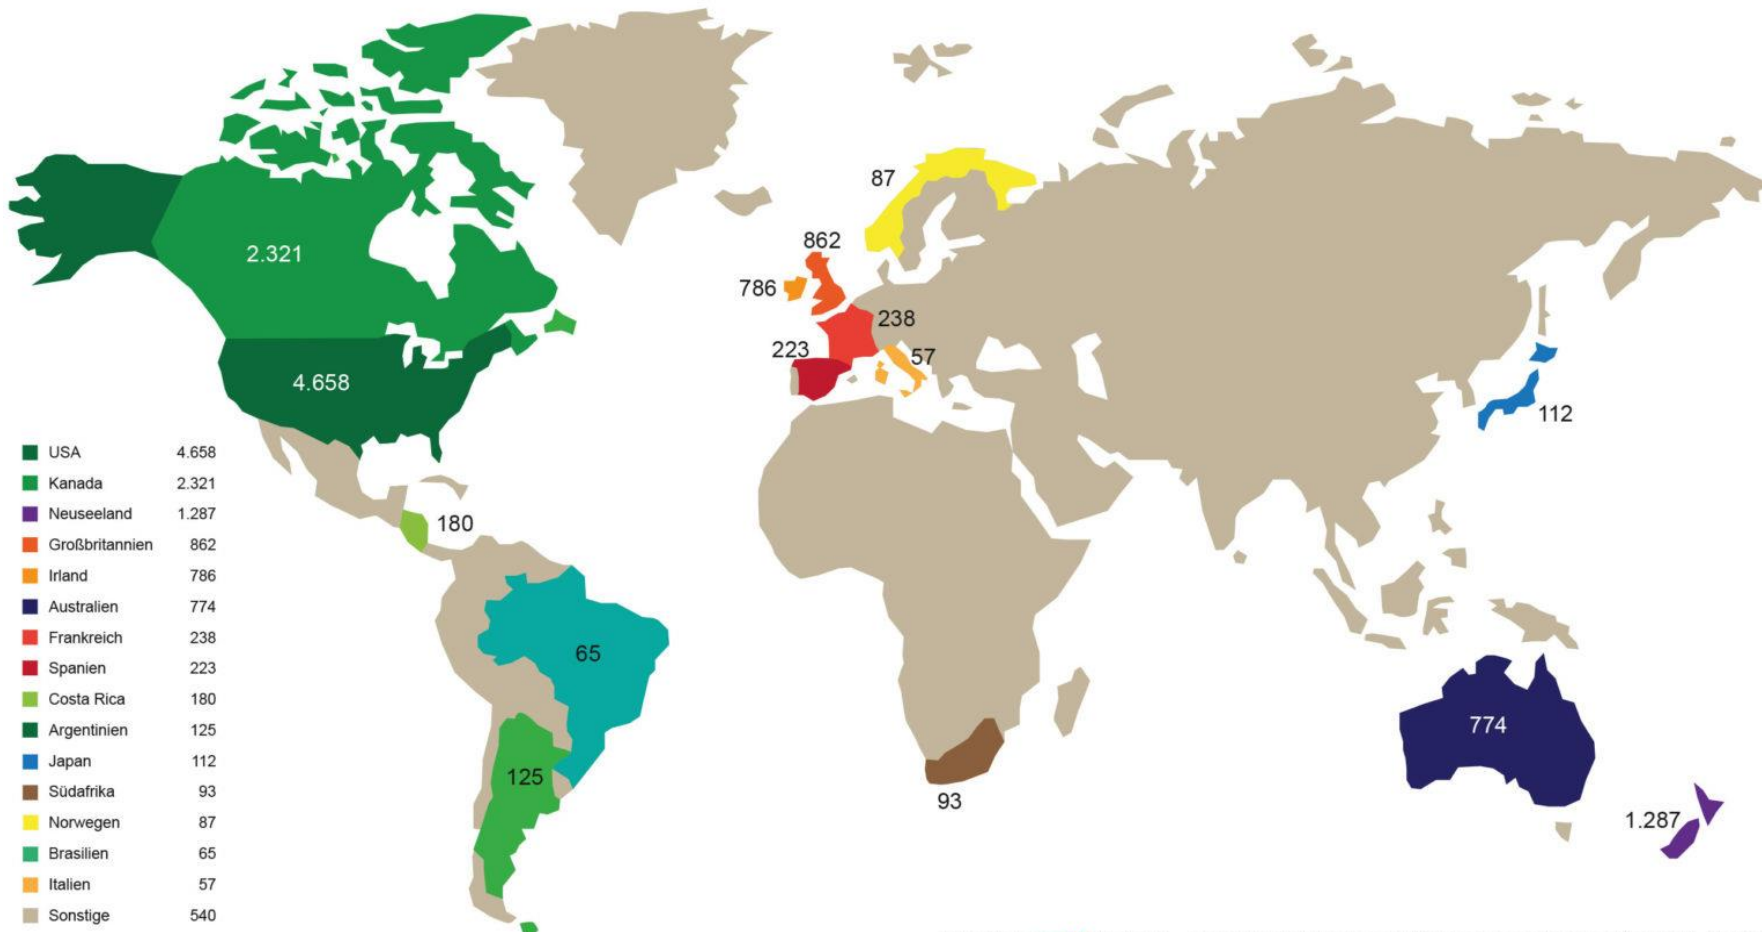 87
862
2.321
786
238
223
57
4.658
112
USA 4.658
Kanada 2.321
Neuseeland 1.287
Großbritannien 862
Irland 786
Australien 774
Frankreich 238
Spanien 223
Costa Rica 180
Argentinien 125
Japan 112
Südafrika 93
Norwegen 87
Brasilien 65
Italien 57
Sonstige 540
180
65
774
125
93
1.287